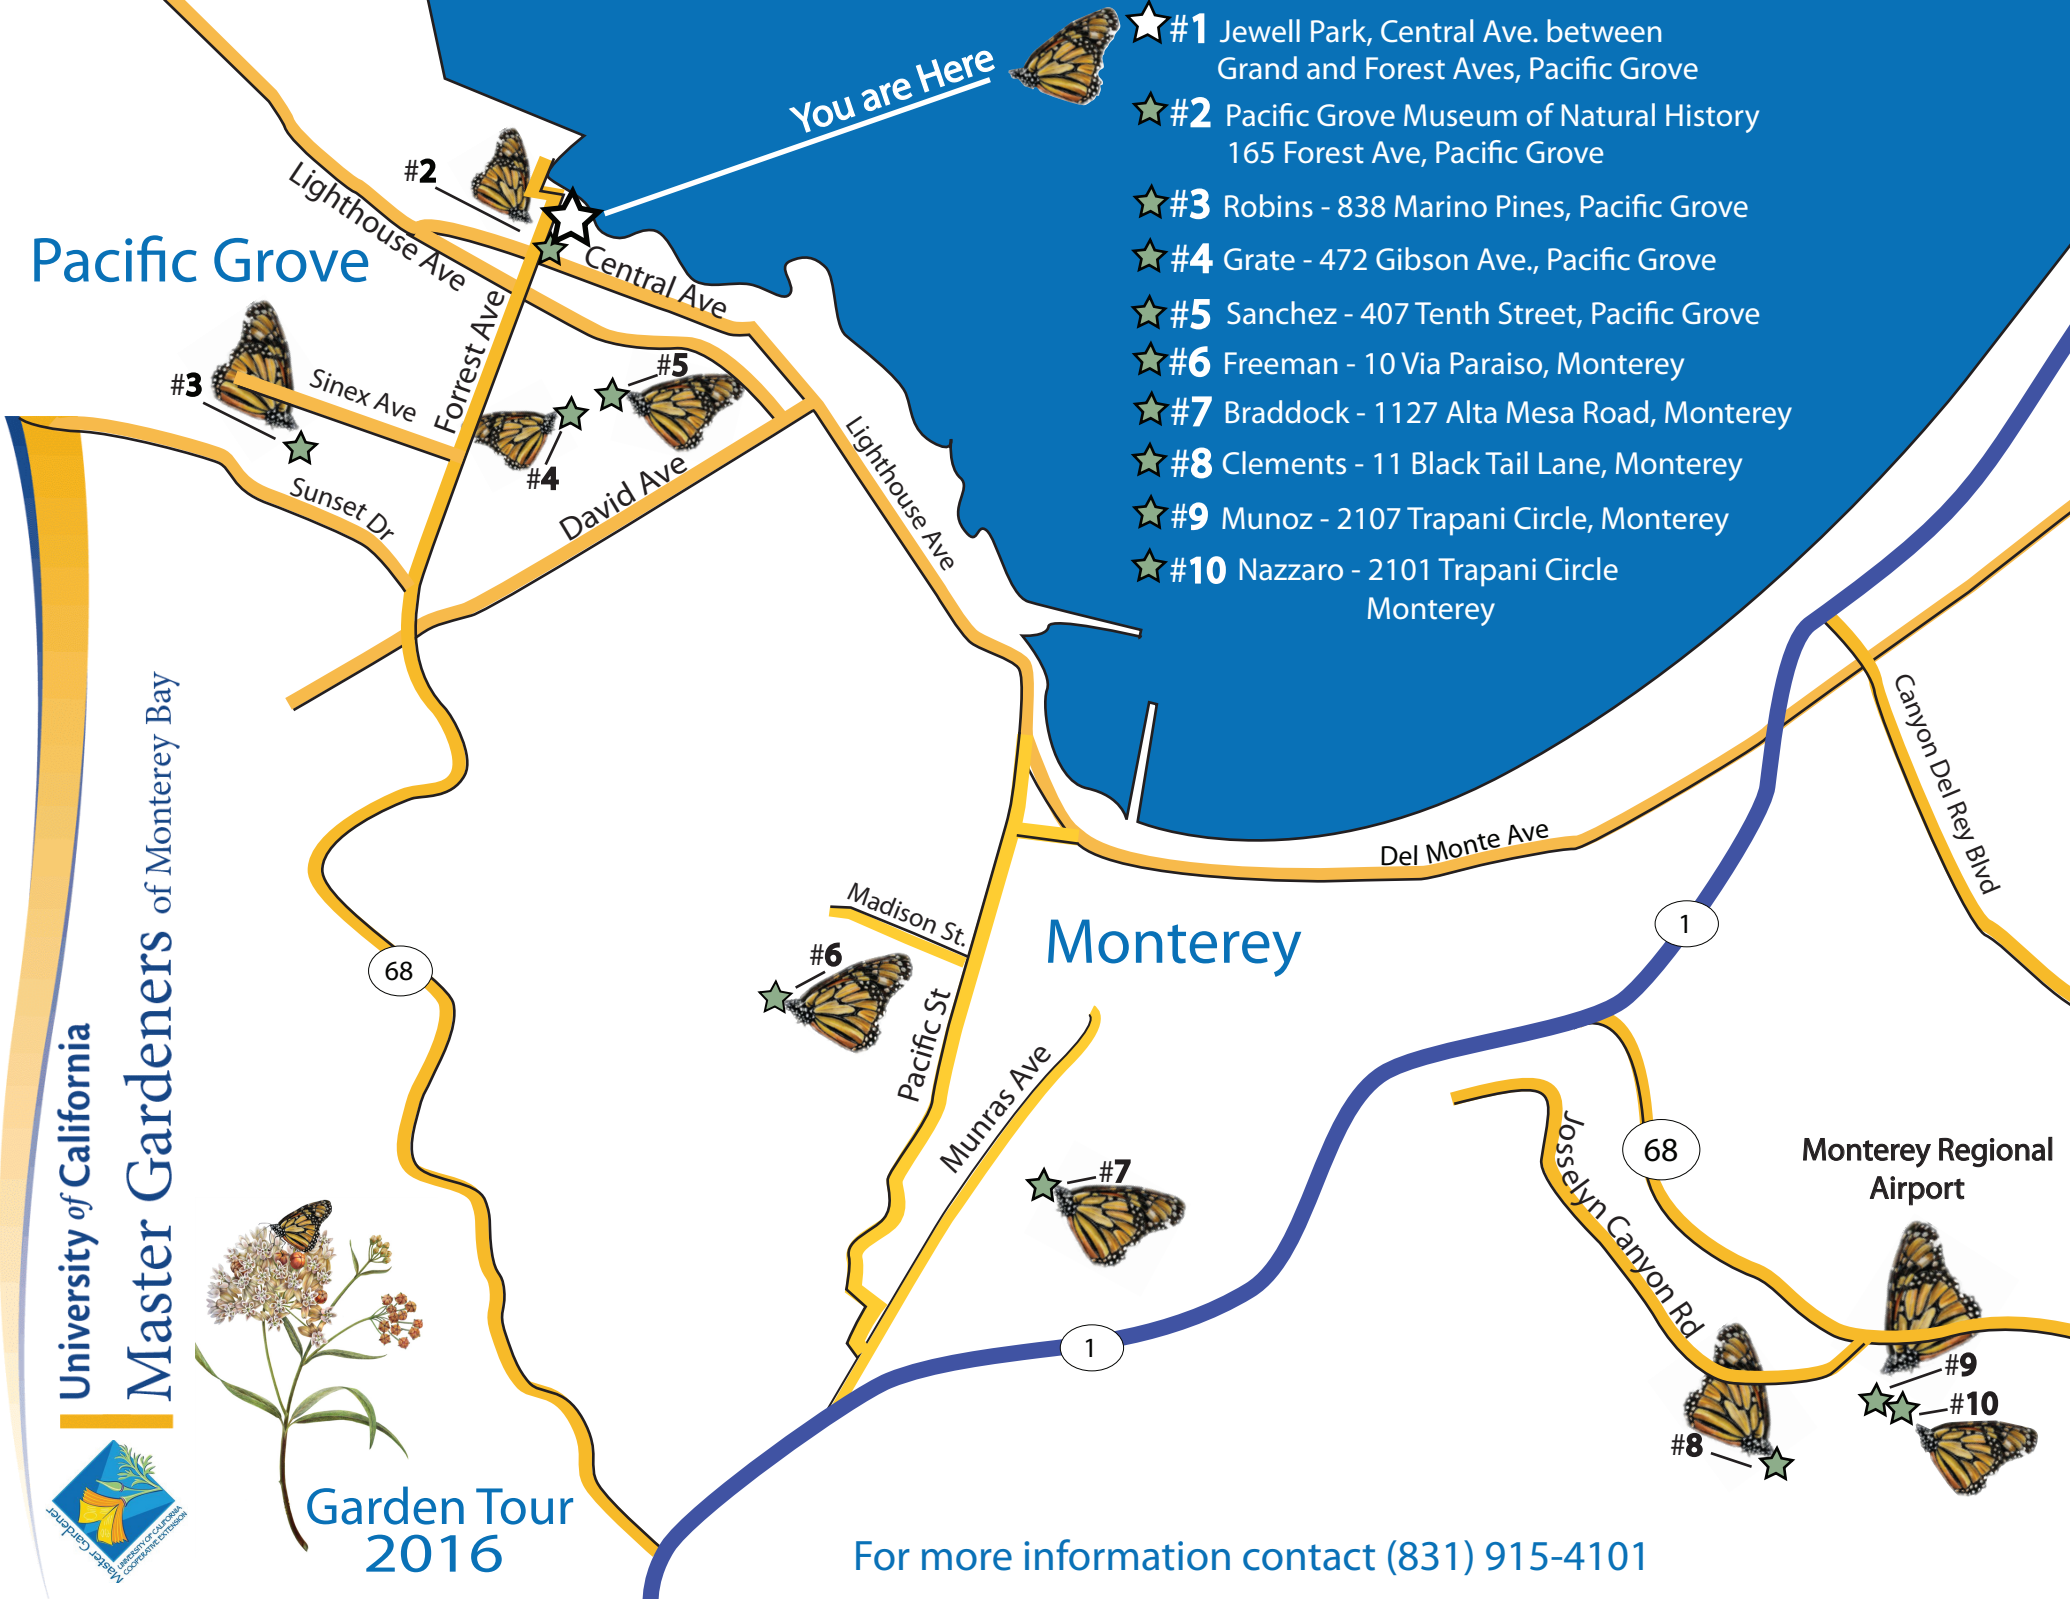 You are Here
#1 Jewell Park, Central Ave. between
Grand and Forest Aves, Pacific Grove
#2 Pacific Grove Museum of Natural History
165 Forest Ave, Pacific Grove
#3 Robins - 838 Marino Pines, Pacific Grove
#4 Grate - 472 Gibson Ave., Pacific Grove
#5 Sanchez - 407 Tenth Street, Pacific Grove
#6 Freeman - 10 Via Paraiso, Monterey
#7 Braddock - 1127 Alta Mesa Road, Monterey
#8 Clements - 11 Black Tail Lane, Monterey
#9 Munoz - 2107 Trapani Circle, Monterey
#10 Nazzaro - 2101 Trapani Circle
Monterey
#2
Lighthouse Ave
Pacific Grove
Central Ave
Forrest Ave
#3
Sinex Ave
#5
#4
Sunset Dr
David Ave
Lighthouse Ave
Canyon Del Rey Blvd
Del Monte Ave
Madison St.
Monterey
1
#6
68
Pacific St
Munras Ave
#7
Josselyn Canyon Rd
68
Monterey Regional
Airport
1
#9
#10
#8
University of California
Master Gardeners of Monterey Bay
Master Gardener
UNIVERSITY OF CALIFORNIA
COOPERATIVE EXTENSION
Garden Tour
2016
For more information contact (831) 915-4101